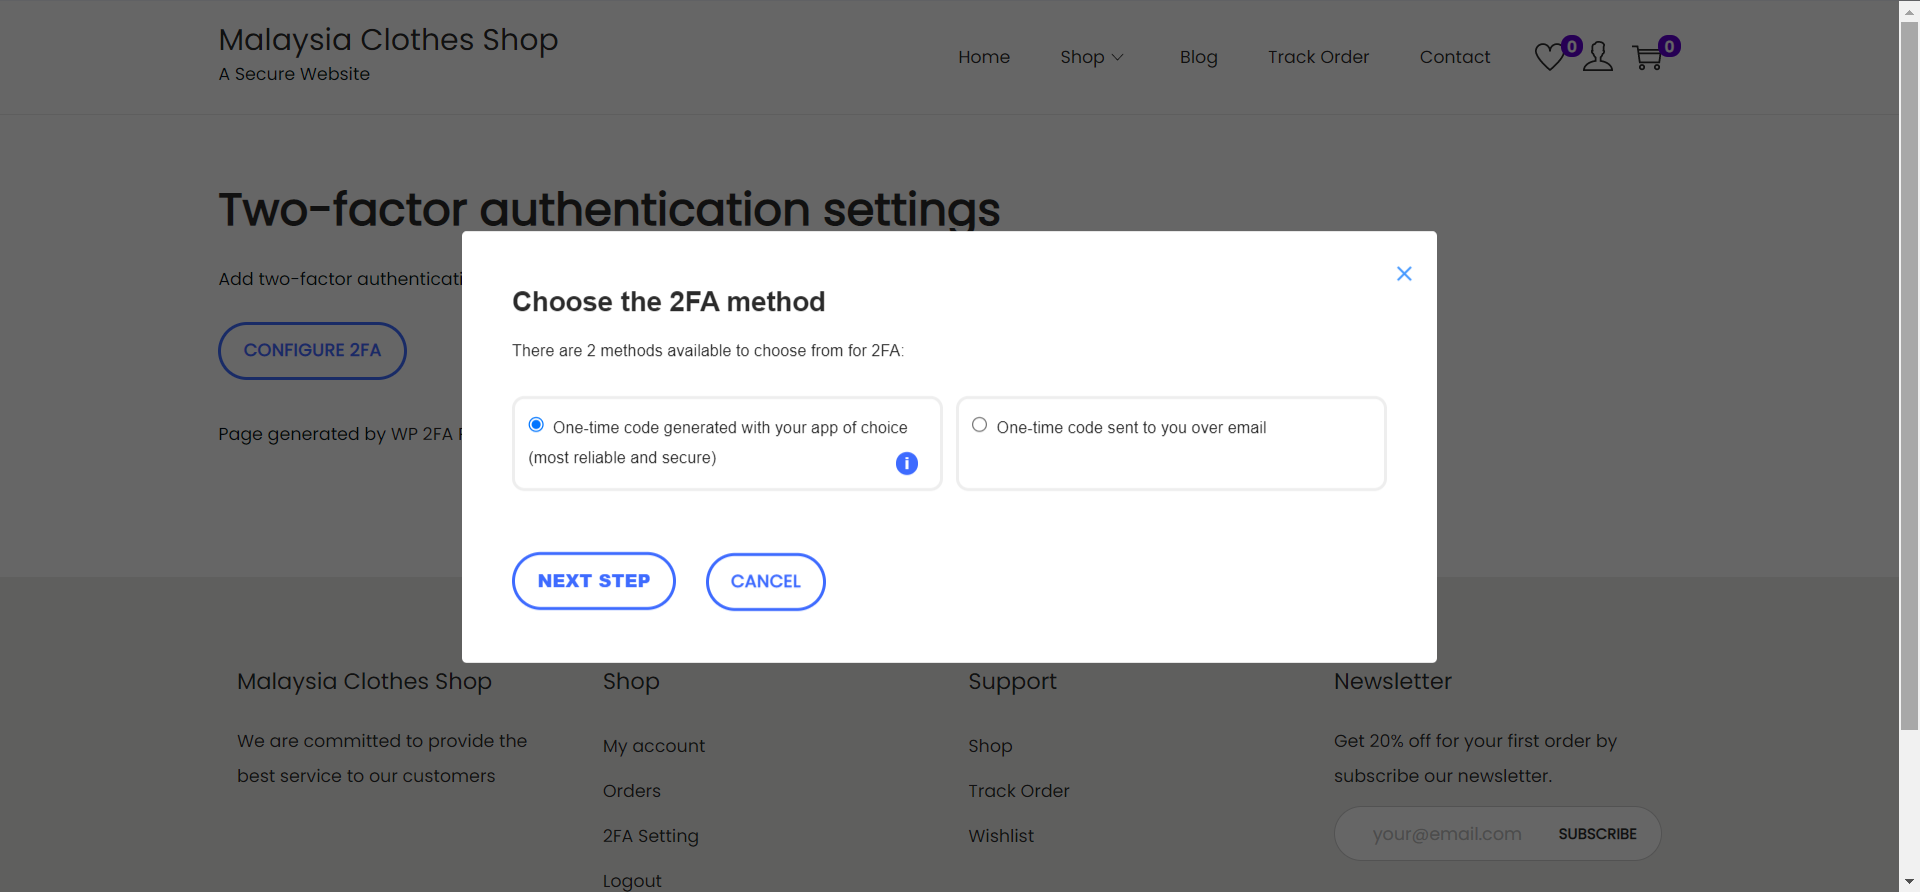 Malaysia Clothes Shop
A Secure Website
Home
Shop
Blog
Track Order
Contact
0
0
Two-factor authentication settings
Add two-factor authenticati
CONFIGURE 2FA
Page generated by WP 2FA
Choose the 2FA method
There are 2 methods available to choose from for 2FA:
One-time code generated with your app of choice
(most reliable and secure)
i
One-time code sent to you over email
NEXT STEP
CANCEL
Malaysia Clothes Shop
We are committed to provide the
best service to our customers
Shop
My account
Orders
2FA Setting
Logout
Support
Shop
Track Order
Wishlist
Newsletter
Get 20% off for your first order by
subscribe our newsletter.
your@email.com
SUBSCRIBE